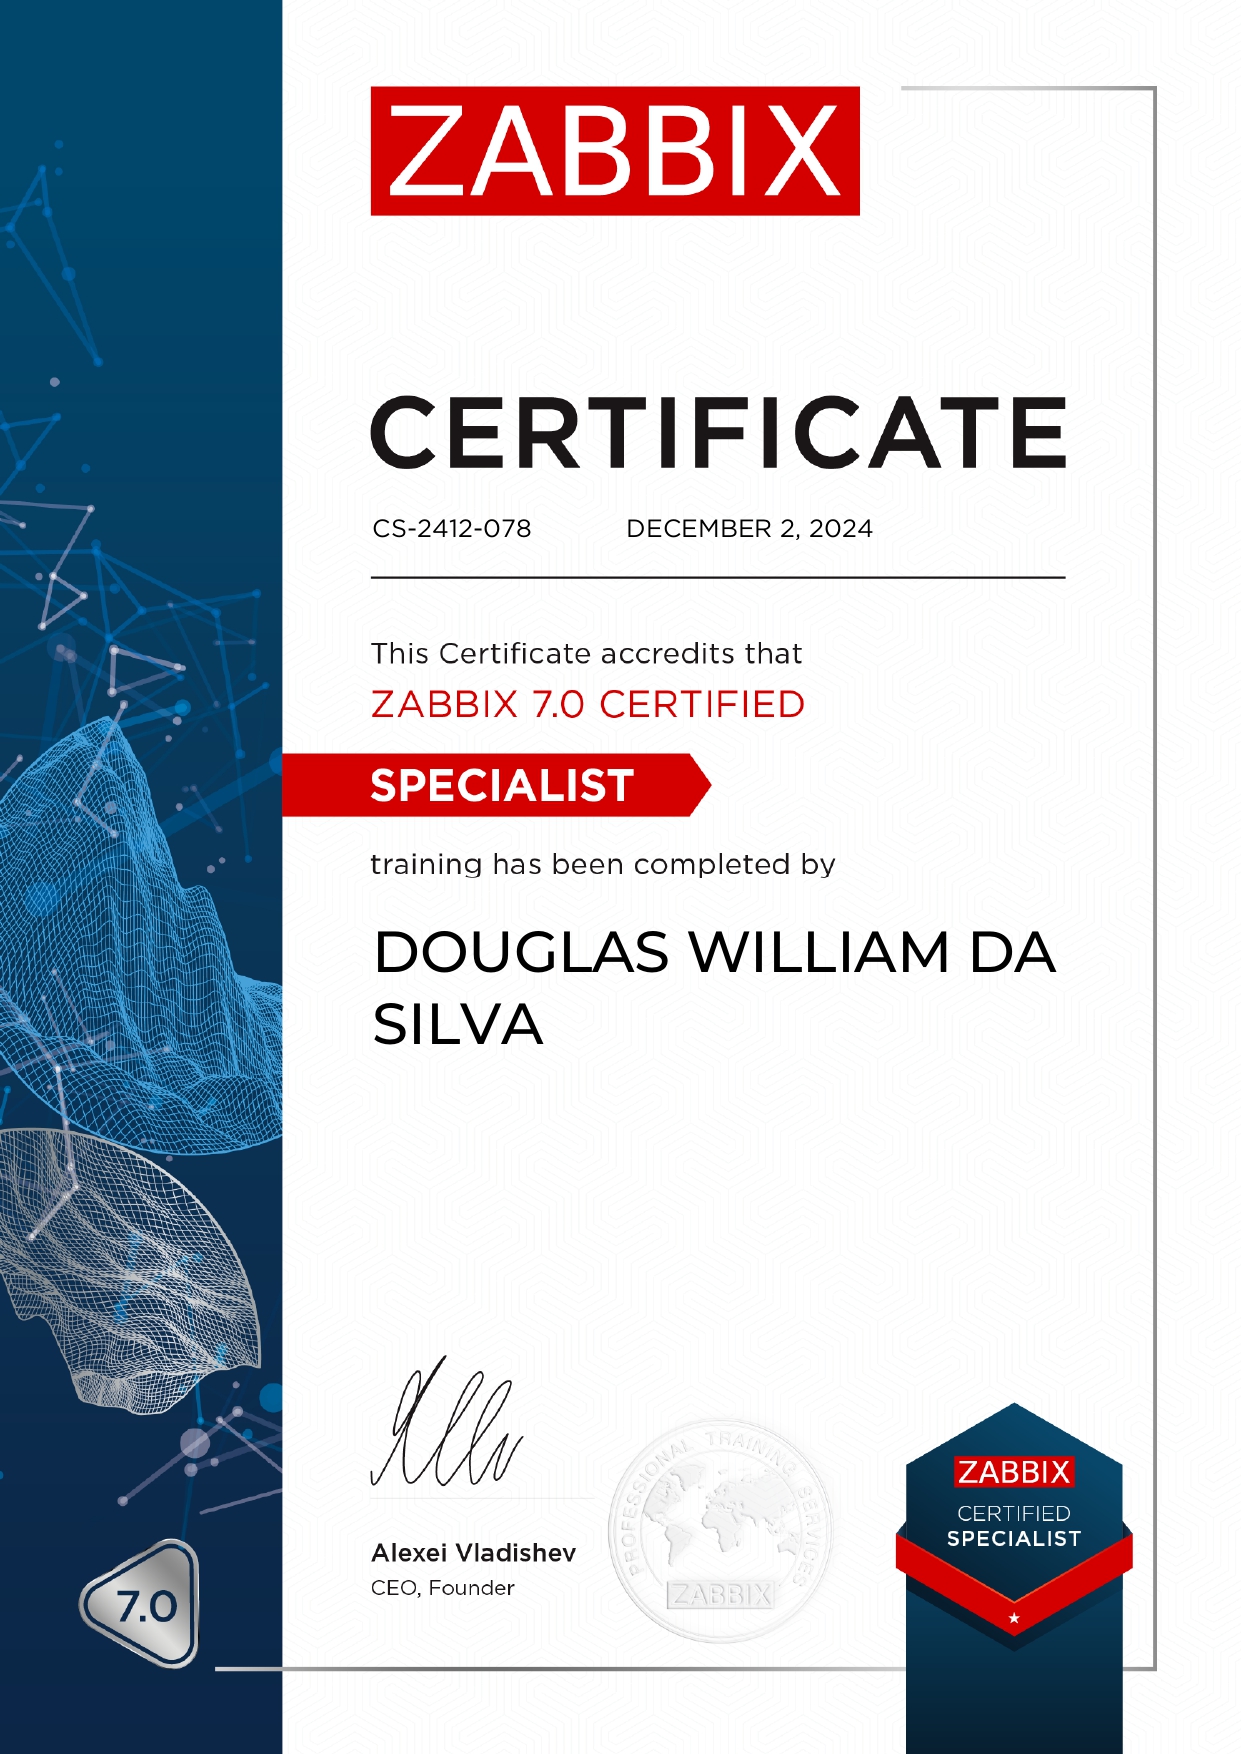 ZABBIX
CERTIFICATE
CS-2412-078 DECEMBER 2, 2024
This Certificate accredits that
ZABBIX 7.0 CERTIFIED
SPECIALIST
training has been completed by
DOUGLAS WILLIAM DA
SILVA
Alexei Vladishev
CEO, Founder
PROFESSIONAL TRAINING SERVICES
ZABBIX
ZABBIX
CERTIFIED
SPECIALIST
7.0